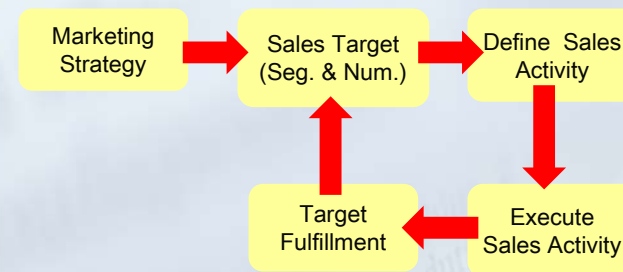 Marketing
Strategy
Sales Target
(Seg. & Num.)
Define Sales
Activity
Target
Fulfillment
Execute
Sales Activity